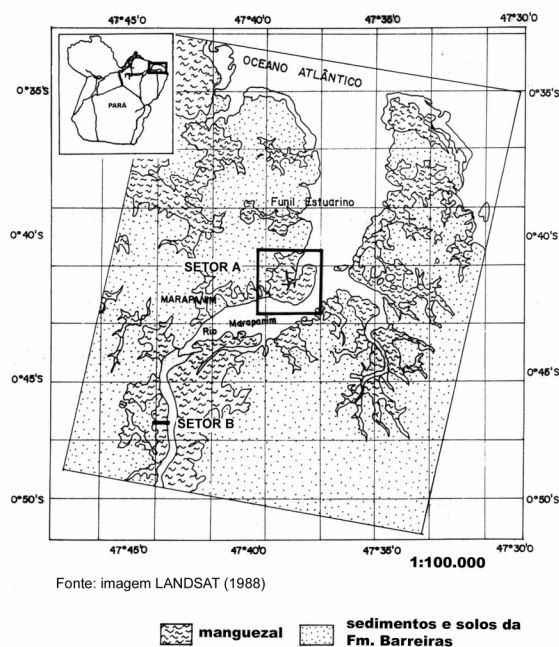 47°45'0 47°40'0 47°35'0 47°30'0
OCEANO ATLÂNTICO
PARÁ
0°35'S 0°35'S
Funil Estuarino
0°40'S 0°40'S
SETOR A
MARAPANIM
Rio Marapanim
0°45'S 0°45'S
SETOR B
0°50'S 0°50'S
47°45'0 47°40'0 47°35'0 47°30'0
1:100.000
Fonte: imagem LANDSAT (1988)
manguezal
sedimentos e solos da
Fm. Barreiras